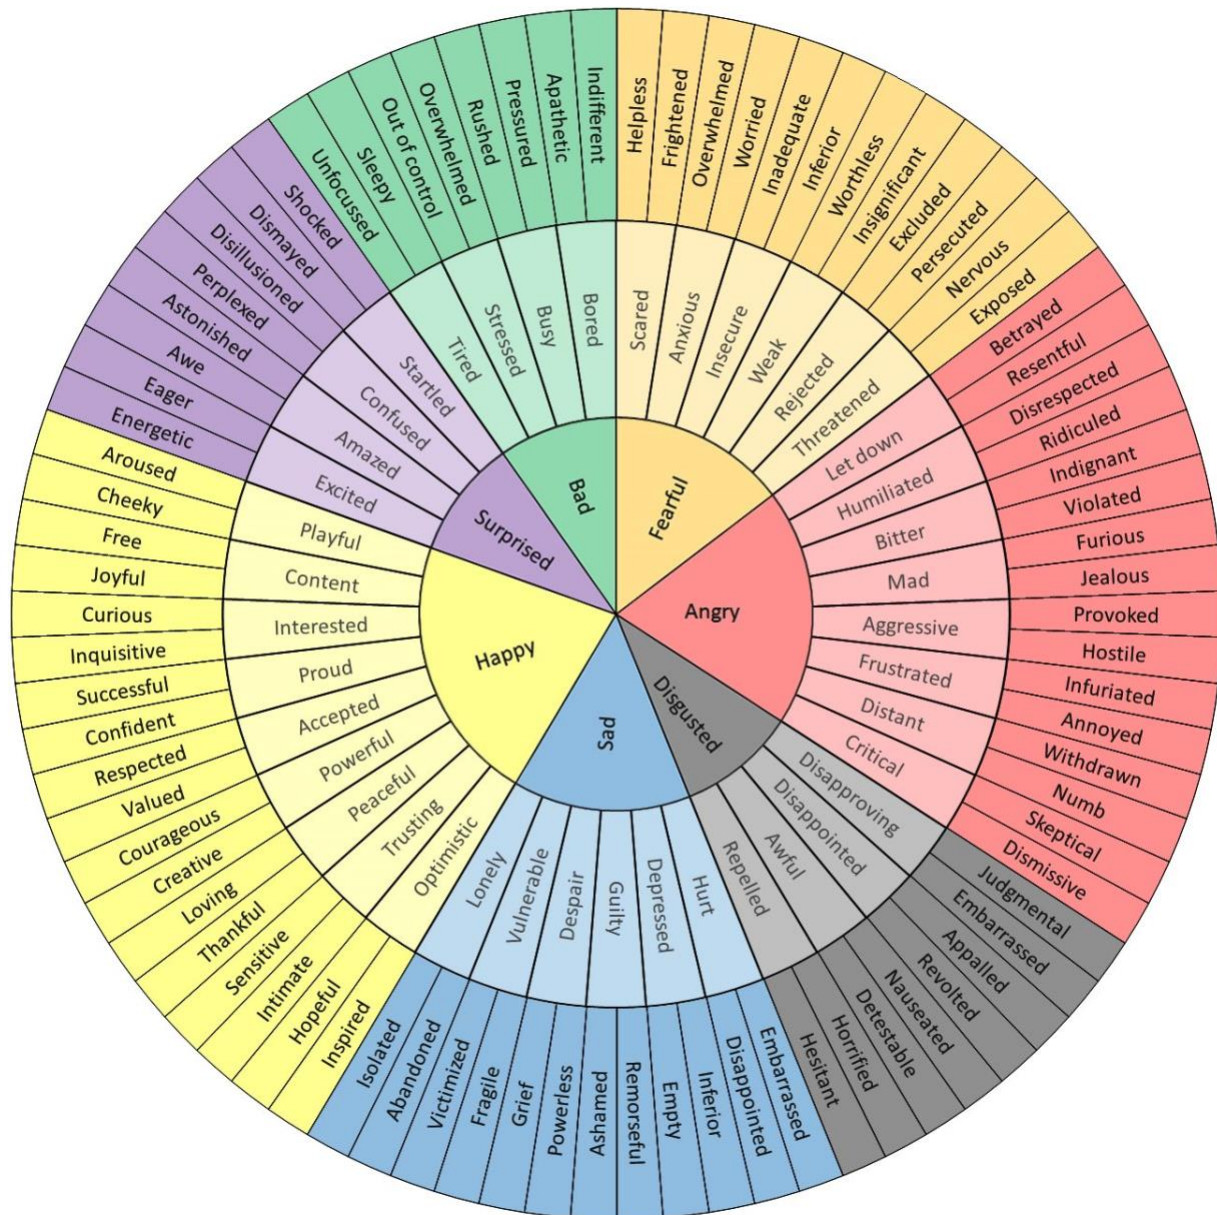 Fearful
Angry
Disgusted
Sad
Happy
Surprised
Bad
Scared
Anxious
Insecure
Weak
Rejected
Threatened
Let down
Humiliated
Bitter
Mad
Aggressive
Frustrated
Distant
Critical
Disapproving
Disappointed
Awful
Repelled
Hurt
Depressed
Guilty
Despair
Vulnerable
Lonely
Optimistic
Trusting
Peaceful
Powerful
Accepted
Proud
Interested
Content
Playful
Excited
Amazed
Confused
Startled
Tired
Stressed
Busy
Bored
Helpless
Frightened
Overwhelmed
Worried
Inadequate
Inferior
Worthless
Insignificant
Excluded
Persecuted
Nervous
Exposed
Betrayed
Resentful
Disrespected
Ridiculed
Indignant
Violated
Furious
Jealous
Provoked
Hostile
Infuriated
Annoyed
Withdrawn
Numb
Skeptical
Dismissive
Judgmental
Embarrassed
Appalled
Revolted
Nauseated
Detestable
Horrified
Hesitant
Embarrassed
Disappointed
Inferior
Empty
Remorseful
Ashamed
Powerless
Grief
Fragile
Victimized
Abandoned
Isolated
Inspired
Hopeful
Intimate
Sensitive
Thankful
Loving
Creative
Courageous
Valued
Respected
Confident
Successful
Inquisitive
Curious
Joyful
Free
Cheeky
Aroused
Energetic
Eager
Awe
Astonished
Perplexed
Disillusioned
Dismayed
Shocked
Unfocussed
Sleepy
Out of control
Overwhelmed
Rushed
Pressured
Apathetic
Indifferent